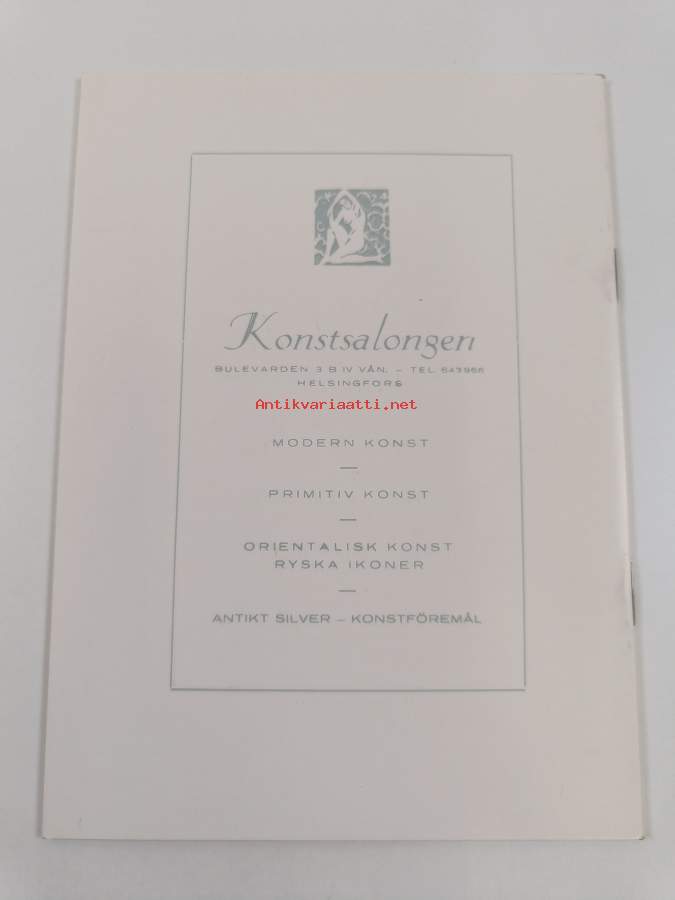 Konstsalongen
BULEVARDEN 3 B IV VÅN. – TEL. 643966
HELSINGFORS
Antikvariaatti.net
MODERN KONST
PRIMITIV KONST
ORIENTALISK KONST
RYSKA IKONER
ANTIKT SILVER – KONSTFÖREMÅL